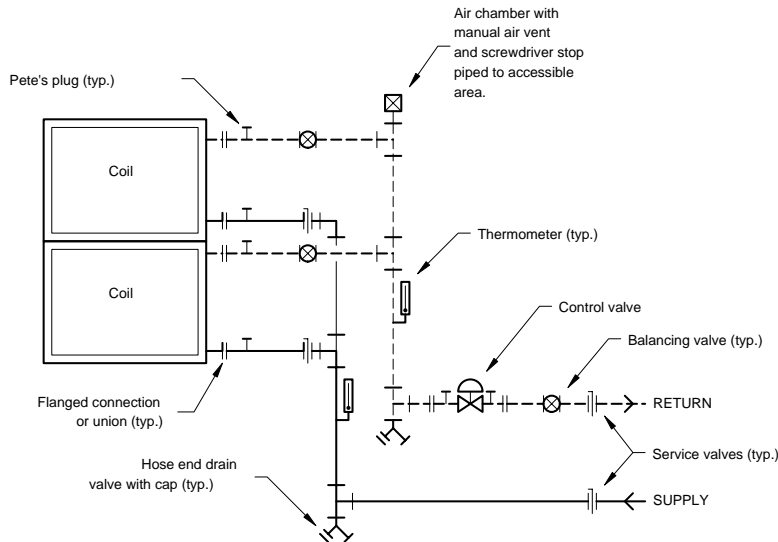 Air chamber with
manual air vent
and screwdriver stop
piped to accessible
area.
Pete's plug (typ.)
Coil
Thermometer (typ.)
Coil
Control valve
Balancing valve (typ.)
Flanged connection
or union (typ.)
RETURN
Service valves (typ.)
Hose end drain
valve with cap (typ.)
SUPPLY